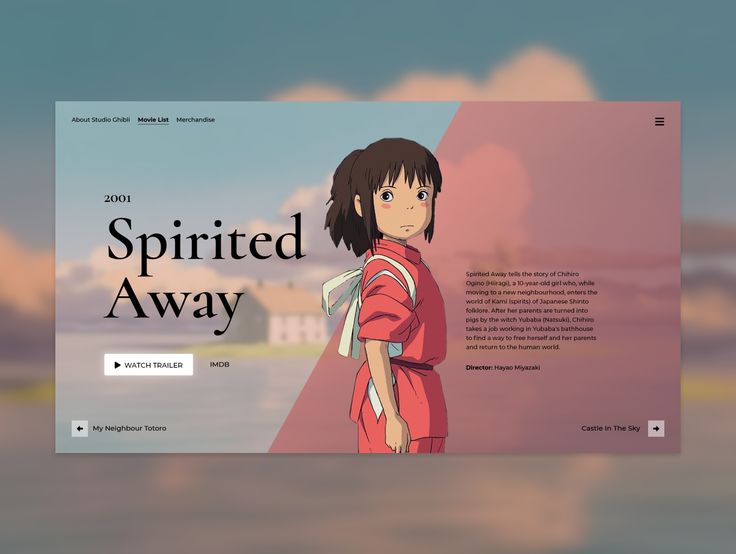 About Studio Ghibli Movie List Merchandise
2001
Spirited
Away
WATCH TRAILER IMDB
Spirited Away tells the story of Chihiro
Ogino (Hiiragi), a 10-year-old girl who, while
moving to a new neighbourhood, enters the
world of Kami (spirits) of Japanese Shinto
folklore. After her parents are turned into
pigs by the witch Yubaba (Natsuki), Chihiro
takes a job working in Yubaba's bathhouse
to find a way to free herself and her parents
and return to the human world.
Director: Hayao Miyazaki
My Neighbour Totoro
Castle In The Sky